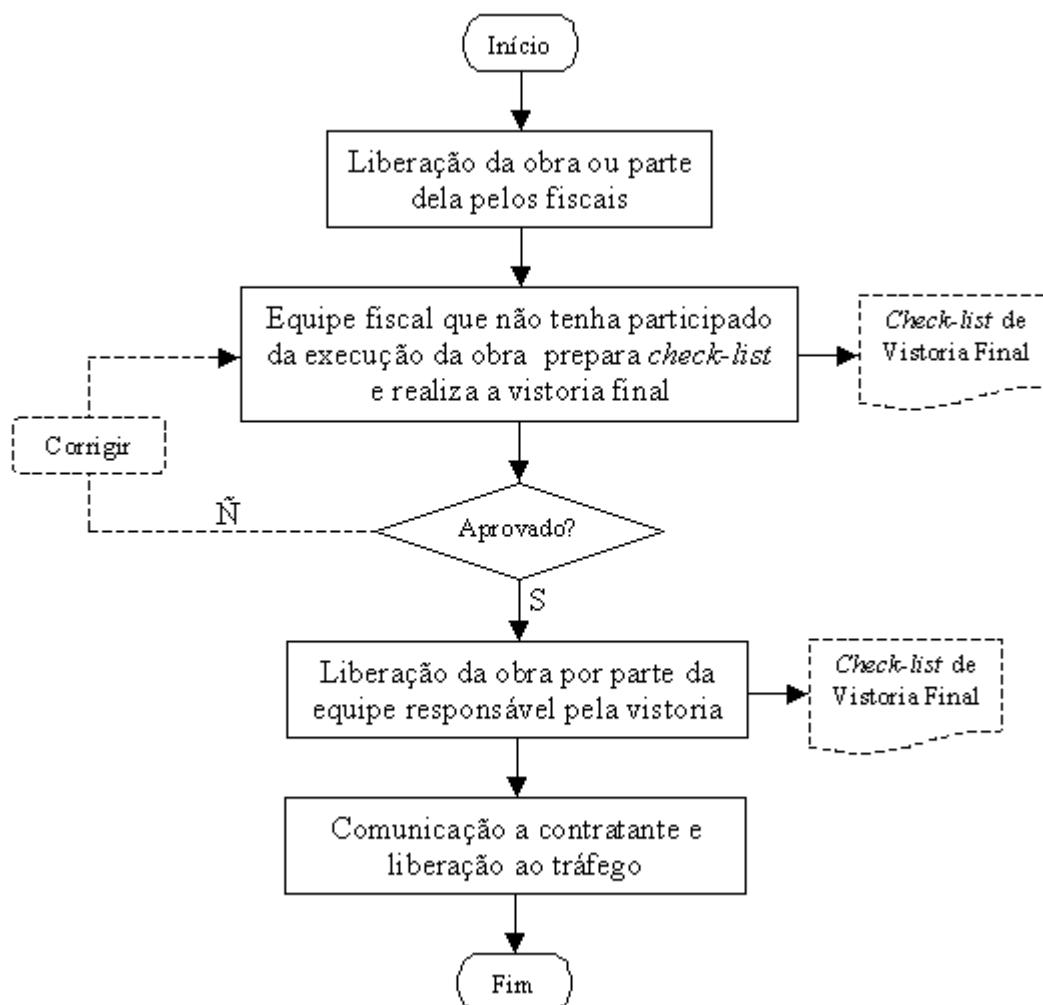 Início
Liberação da obra ou parte
dela pelos fiscais
Equipe fiscal que não tenha participado
da execução da obra prepara check-list
e realiza a vistoria final
Check-list de
Vistoria Final
Corrigir
Ñ
Aprovado?
S
Liberação da obra por parte da
equipe responsável pela vistoria
Check-list de
Vistoria Final
Comunicação a contratante e
liberação ao tráfego
Fim